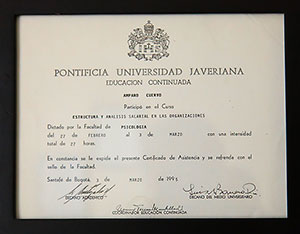 IHS
PONTIFICIA UNIVERSIDAD JAVERIANA
EDUCACION CONTINUADA
AMPARO CUERVO
Participó en el Curso
ESTRUCTURA Y ANALISIS SALARIAL EN LAS ORGANIZACIONES
Dictado por la Facultad de PSICOLOGIA
del 27 de FEBRERO al 3 de MARZO con una intensidad
total de 27 horas.
En constancia se le expide el presente Certificado de Asistencia y se refrenda con el
sello de la Facultad.
Santafé de Bogotá, 3 de MARZO de 1995
DECANO ACADEMICO
DECANO DEL MEDIO UNIVERSITARIO
COORDINADOR EDUCACION CONTINUADA